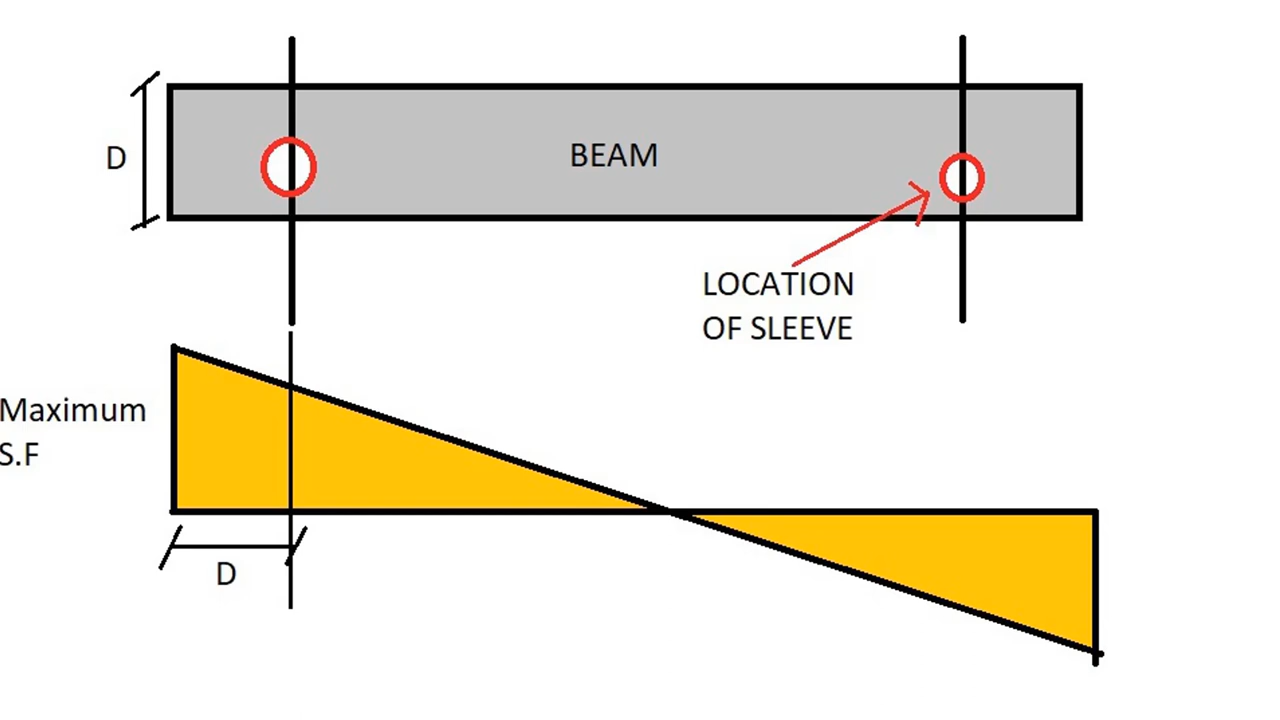 D
BEAM
LOCATION
OF SLEEVE
Maximum
S.F
D